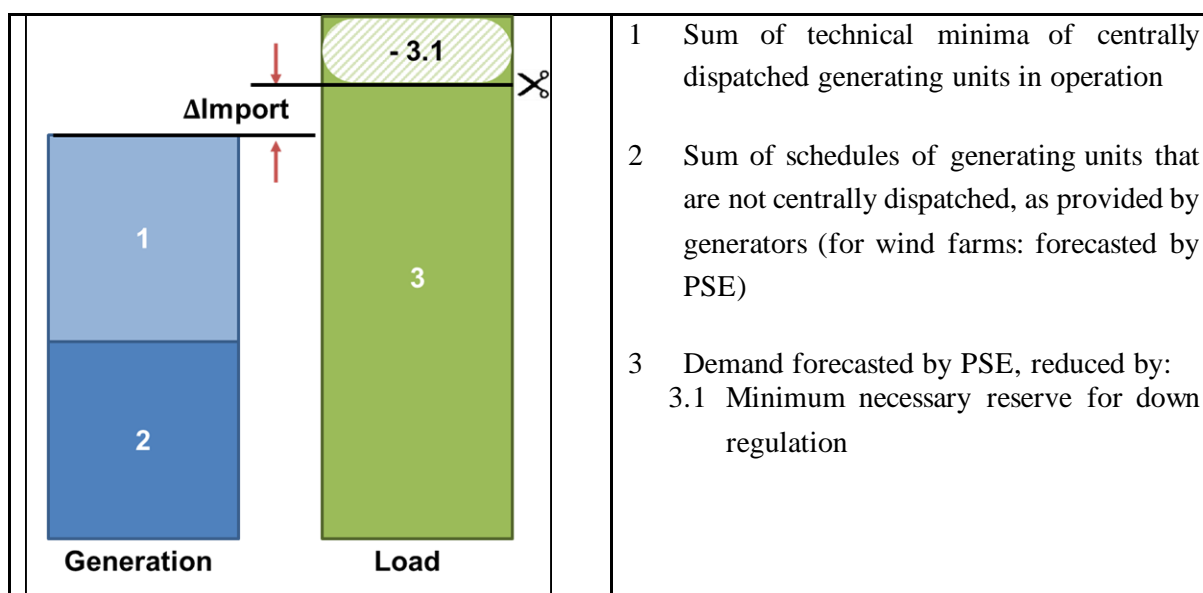 - 3.1
ΔImport
1
3
2
Generation
Load
1 Sum of technical minima of centrally
dispatched generating units in operation
2 Sum of schedules of generating units that
are not centrally dispatched, as provided by
generators (for wind farms: forecasted by
PSE)
3 Demand forecasted by PSE, reduced by:
3.1 Minimum necessary reserve for down
regulation